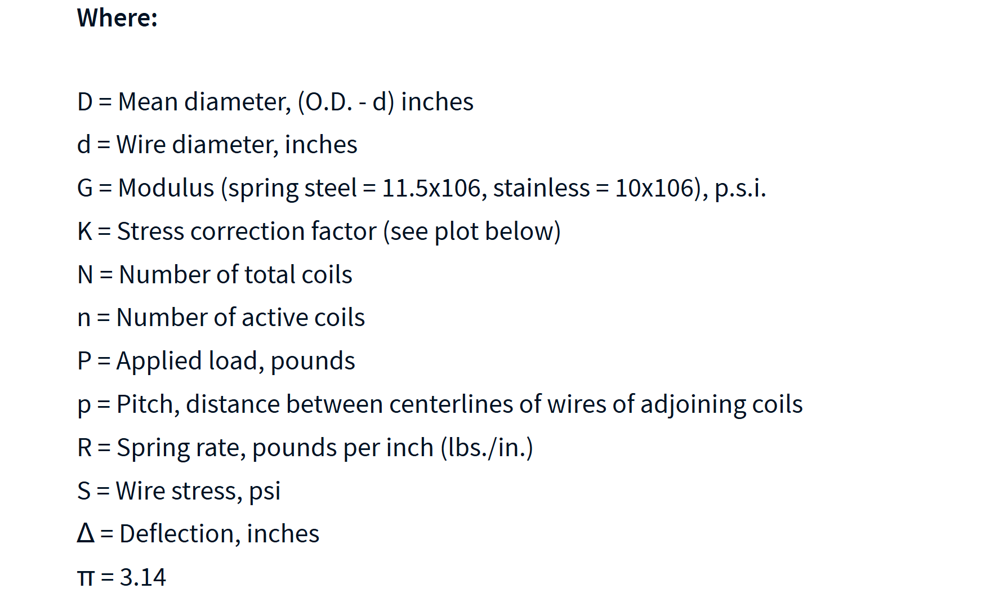 Where:
D = Mean diameter, (O.D. - d) inches
d = Wire diameter, inches
G = Modulus (spring steel = 11.5x106, stainless = 10x106), p.s.i.
K = Stress correction factor (see plot below)
N = Number of total coils
n = Number of active coils
P = Applied load, pounds
p = Pitch, distance between centerlines of wires of adjoining coils
R = Spring rate, pounds per inch (lbs./in.)
S = Wire stress, psi
Δ = Deflection, inches
π = 3.14